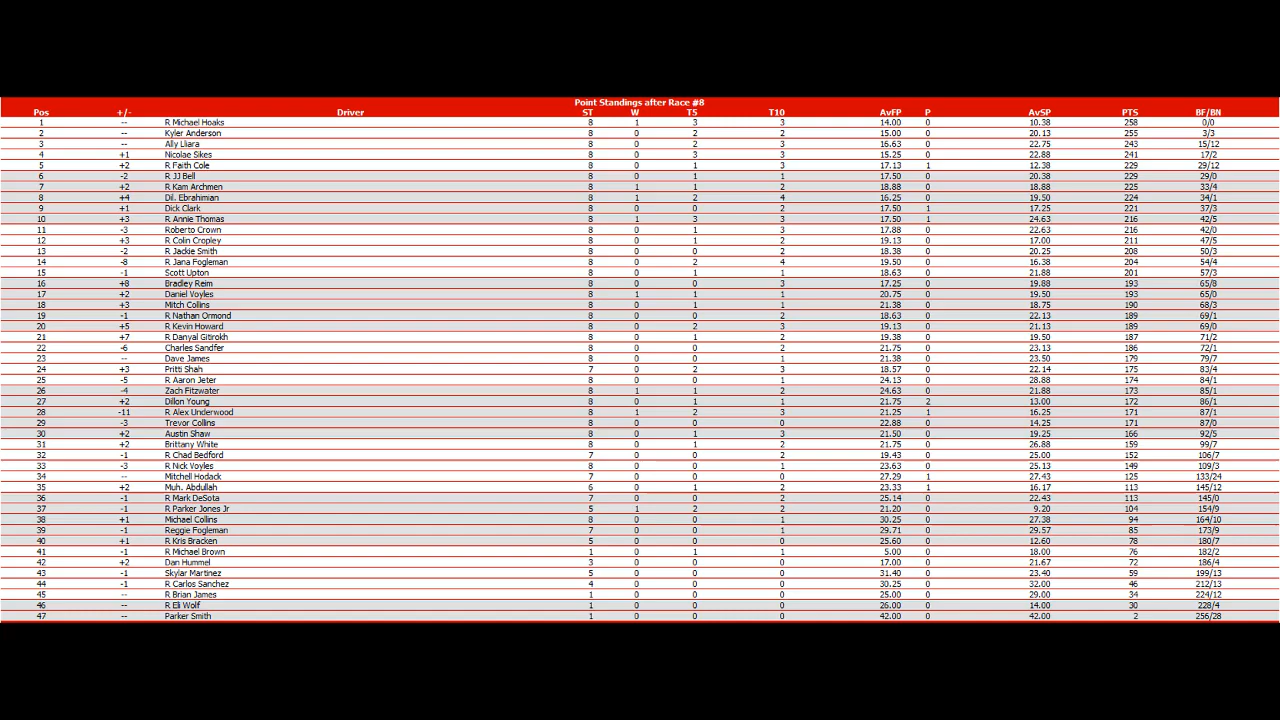 Point Standings after Race #8
Pos +/- Driver ST W T5 T10 AvFP P AvSP PTS BF/BN
1 -- R Michael Hoaks 8 1 3 3 14.00 0 10.38 258 0/0
2 -- Kyler Anderson 8 0 2 2 15.00 0 20.13 255 3/3
3 -- Ally Lliara 8 0 2 3 16.63 0 22.75 243 15/12
4 +1 Nicolae Sikes 8 0 3 3 15.25 0 22.88 241 17/2
5 +2 R Faith Cole 8 0 1 3 17.13 1 12.38 229 29/12
6 -2 R JJ Bell 8 0 1 1 17.50 0 20.38 229 29/0
7 +2 R Kam Archmen 8 1 1 2 18.88 0 18.88 225 33/4
8 +4 Dil. Ebrahimian 8 1 2 4 16.25 0 19.50 224 34/1
9 +1 Dick Clark 8 0 0 2 17.50 1 17.25 221 37/3
10 +3 R Annie Thomas 8 1 3 3 17.50 1 24.63 216 42/5
11 -3 Roberto Crown 8 0 1 3 17.88 0 22.63 216 42/0
12 +3 R Colin Cropley 8 0 1 2 19.13 0 17.00 211 47/5
13 -2 R Jackie Smith 8 0 0 2 18.38 0 20.25 208 50/3
14 -8 R Jana Fogleman 8 0 2 4 19.50 0 16.38 204 54/4
15 -1 Scott Upton 8 0 1 1 18.63 0 21.88 201 57/3
16 +8 Bradley Reim 8 0 0 3 17.25 0 19.88 193 65/8
17 +2 Daniel Voyles 8 1 1 1 20.75 0 19.50 193 65/0
18 +3 Mitch Collins 8 0 1 1 21.38 0 18.75 190 68/3
19 -1 R Nathan Ormond 8 0 0 2 18.63 0 22.13 189 69/1
20 +5 R Kevin Howard 8 0 2 3 19.13 0 21.13 189 69/0
21 +7 R Danyal Gitirokh 8 0 1 2 19.38 0 19.50 187 71/2
22 -6 Charles Sandfer 8 0 0 2 21.75 0 23.13 186 72/1
23 -- Dave James 8 0 0 1 21.38 0 23.50 179 79/7
24 +3 Pritti Shah 7 0 2 3 18.57 0 22.14 175 83/4
25 -5 R Aaron Jeter 8 0 0 1 24.13 0 28.88 174 84/1
26 -4 Zach Fitzwater 8 1 1 2 24.63 0 21.88 173 85/1
27 +2 Dillon Young 8 0 1 1 21.75 2 13.00 172 86/1
28 -11 R Alex Underwood 8 1 2 3 21.25 1 16.25 171 87/1
29 -3 Trevor Collins 8 0 0 0 22.88 0 14.25 171 87/0
30 +2 Austin Shaw 8 0 1 3 21.50 0 19.25 166 92/5
31 +2 Brittany White 8 0 1 2 21.75 0 26.88 159 99/7
32 -1 R Chad Bedford 7 0 0 2 19.43 0 25.00 152 106/7
33 -3 R Nick Voyles 8 0 0 1 23.63 0 25.13 149 109/3
34 -- Mitchell Hodack 7 0 0 0 27.29 1 27.43 125 133/24
35 +2 Muh. Abdullah 6 0 1 2 23.33 1 16.17 113 145/12
36 -1 R Mark DeSota 7 0 0 2 25.14 0 22.43 113 145/0
37 -1 R Parker Jones Jr 5 1 2 2 21.20 0 9.20 104 154/9
38 +1 Michael Collins 8 0 0 1 30.25 0 27.38 94 164/10
39 -1 Reggie Fogleman 7 0 0 1 29.71 0 29.57 85 173/9
40 +1 R Kris Bracken 5 0 0 0 25.60 0 12.60 78 180/7
41 -1 R Michael Brown 1 0 1 1 5.00 0 18.00 76 182/2
42 +2 Dan Hummel 3 0 0 0 17.00 0 21.67 72 186/4
43 -1 Skylar Martinez 5 0 0 0 31.40 0 23.40 59 199/13
44 -1 R Carlos Sanchez 4 0 0 0 30.25 0 32.00 46 212/13
45 -- R Brian James 1 0 0 0 25.00 0 29.00 34 224/12
46 -- R Eli Wolf 1 0 0 0 26.00 0 14.00 30 228/4
47 -- Parker Smith 1 0 0 0 42.00 0 42.00 2 256/28